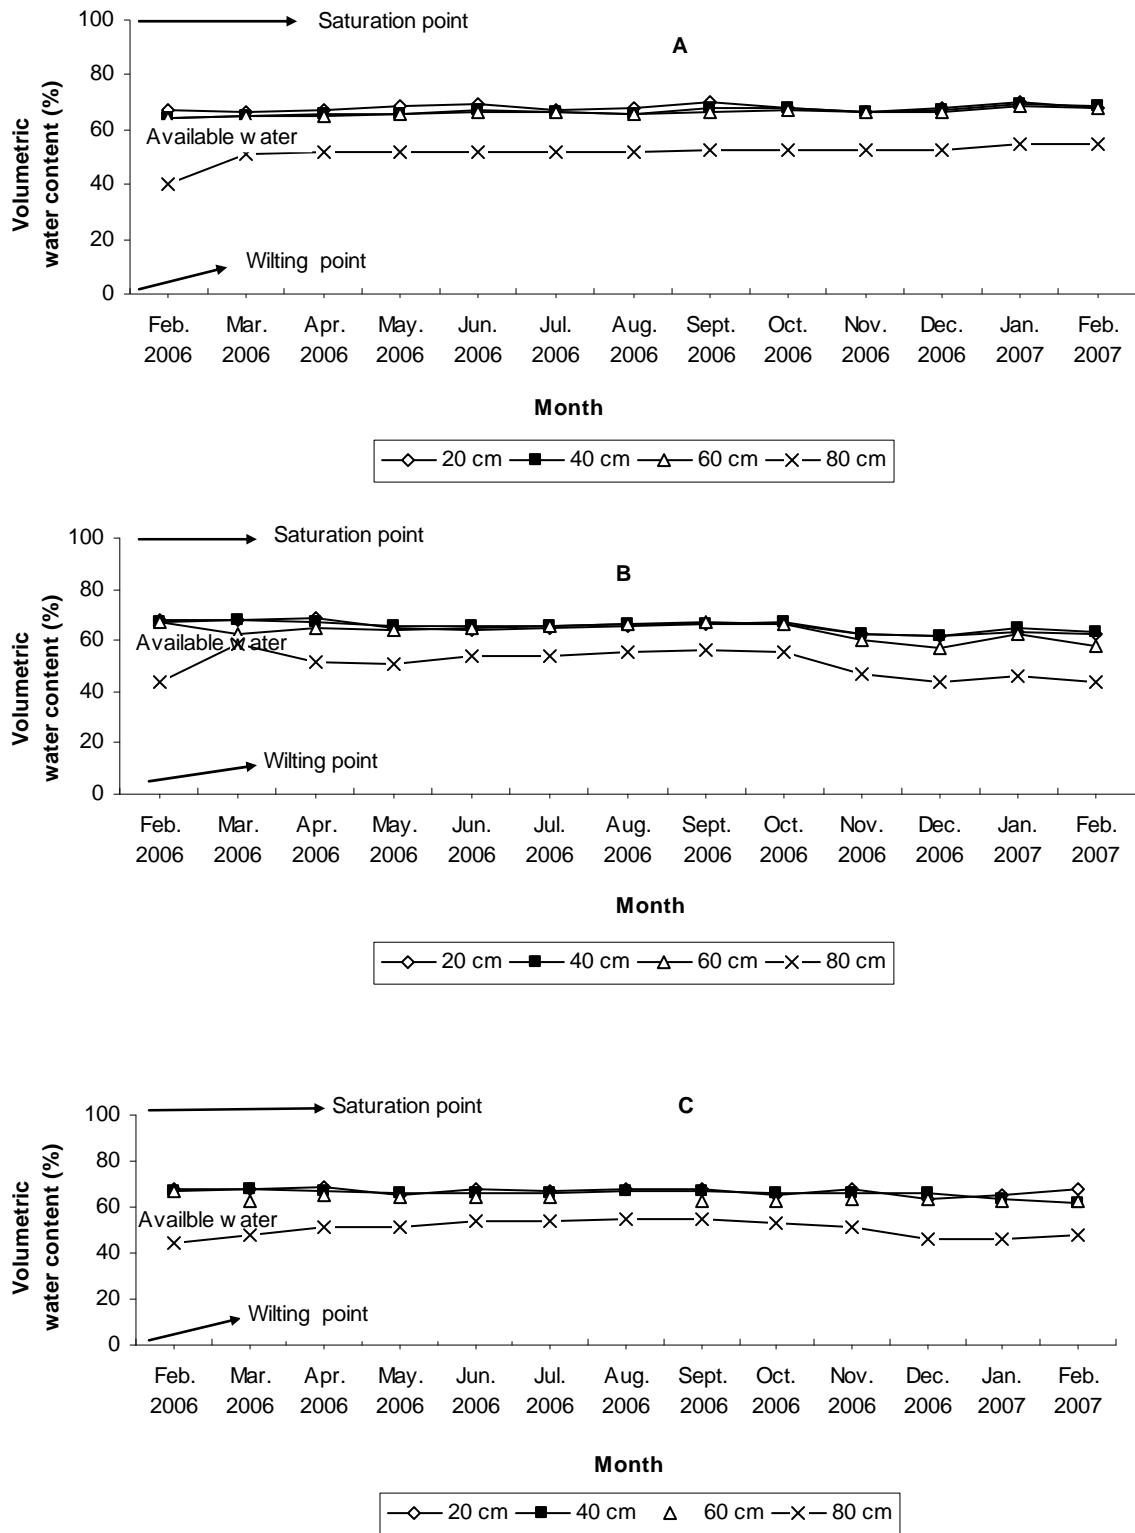 Saturation point
A
100
80
60
40
20
0
Volumetric
water content (%)
Available water
Wilting point
Feb. Mar. Apr. May. Jun. Jul. Aug. Sept. Oct. Nov. Dec. Jan. Feb.
2006 2006 2006 2006 2006 2006 2006 2006 2006 2006 2006 2007 2007
Month
20 cm 40 cm 60 cm 80 cm
Saturation point
B
100
80
60
40
20
0
Volumetric
water content (%)
Available water
Wilting point
Feb. Mar. Apr. May. Jun. Jul. Aug. Sept. Oct. Nov. Dec. Jan. Feb.
2006 2006 2006 2006 2006 2006 2006 2006 2006 2006 2006 2007 2007
Month
20 cm 40 cm 60 cm 80 cm
Saturation point
C
100
80
60
40
20
0
Volumetric
water content (%)
Availble water
Wilting point
Feb. Mar. Apr. May. Jun. Jul. Aug. Sept. Oct. Nov. Dec. Jan. Feb.
2006 2006 2006 2006 2006 2006 2006 2006 2006 2006 2006 2007 2007
Month
20 cm 40 cm 60 cm 80 cm